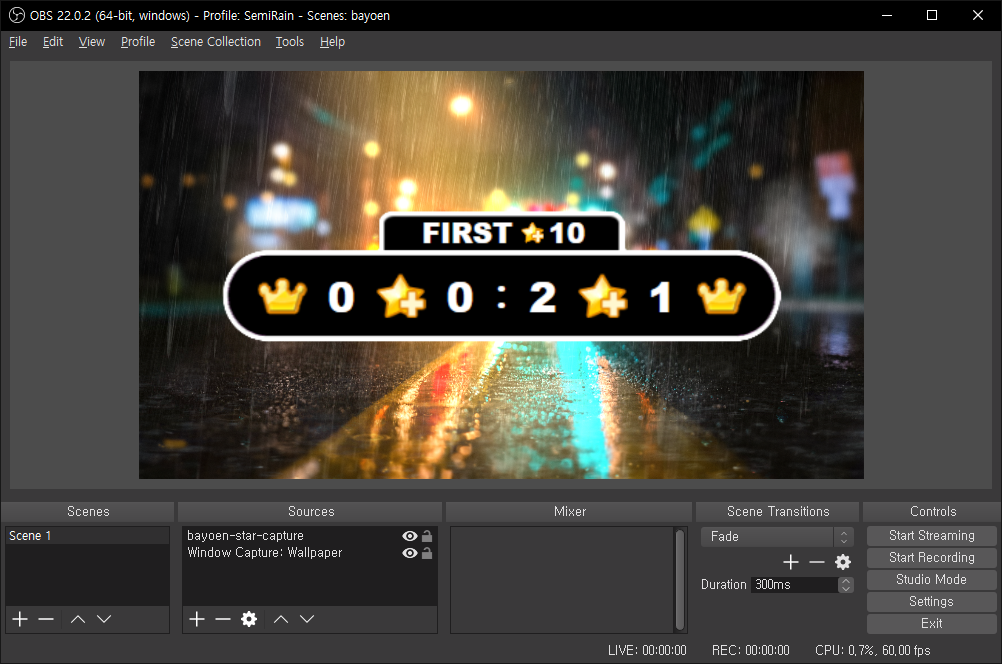 OBS 22.0.2 (64-bit, windows) - Profile: SemiRain - Scenes: bayoen
File Edit View Profile Scene Collection Tools Help
FIRST 10
0 0 : 2 1
Scenes
Scene 1
Sources
bayoen-star-capture
Window Capture: Wallpaper
Mixer
Scene Transitions
Fade
Duration 300ms
Controls
Start Streaming
Start Recording
Studio Mode
Settings
Exit
LIVE: 00:00:00 REC: 00:00:00 CPU: 0,7%, 60,00 fps